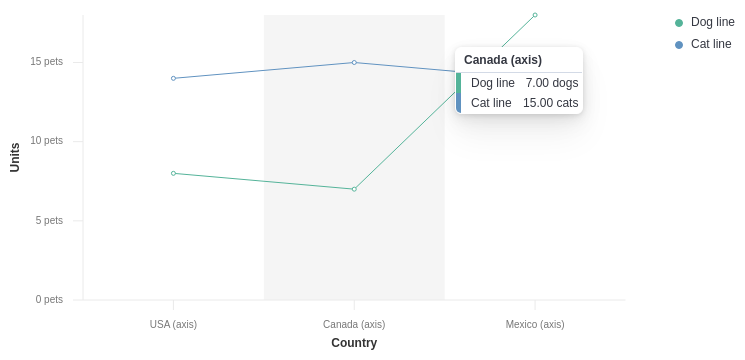 Dog line
Cat line
15 pets
10 pets
5 pets
0 pets
Units
Canada (axis)
Dog line 7.00 dogs
Cat line 15.00 cats
USA (axis)
Canada (axis)
Mexico (axis)
Country